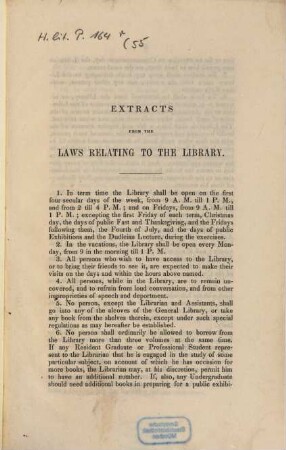 H. lit. P. 164 r
(55
EXTRACTS
FROM THE
LAWS RELATING TO THE LIBRARY.
1. In term time the Library shall be open on the first
four secular days of the week, from 9 A. M. till 1 P. M.,
and from 2 till 4 P. M.; and on Fridays, from 9 A. M. till
1 P. M.; excepting the first Friday of each term, Christmas
day, the days of public Fast and Thanksgiving, and the Fridays
following them, the Fourth of July, and the days of public
Exhibitions and the Dudleian Lecture, during the exercises.
2. In the vacations, the Library shall be open every Mon-
day, from 9 in the morning till 1 P. M.
3. All persons who wish to have access to the Library, or
to bring their friends to see it, are expected to make their
visits on the days and within the hours above named.
4. All persons, while in the Library, are to remain un-
covered, and to refrain from loud conversation, and from other
improprieties of speech and deportment.
5. No person, except the Librarian and Assistants, shall
go into any of the alcoves of the General Library, or take
any book from the shelves therein, except under such special
regulations as may hereafter be established.
6. No person shall ordinarily be allowed to borrow from
the Library more than three volumes at the same time.
If any Resident Graduate or Professional Student repre-
sent to the Librarian that he is engaged in the study of some
particular subject, on account of which he has occasion
for more books, the Librarian may, at his discretion, permit him
to have an additional number. If, also, any Undergraduate
should need additional books in preparing for a public exhibi-
Bayerische
Staatsbibliothek
München